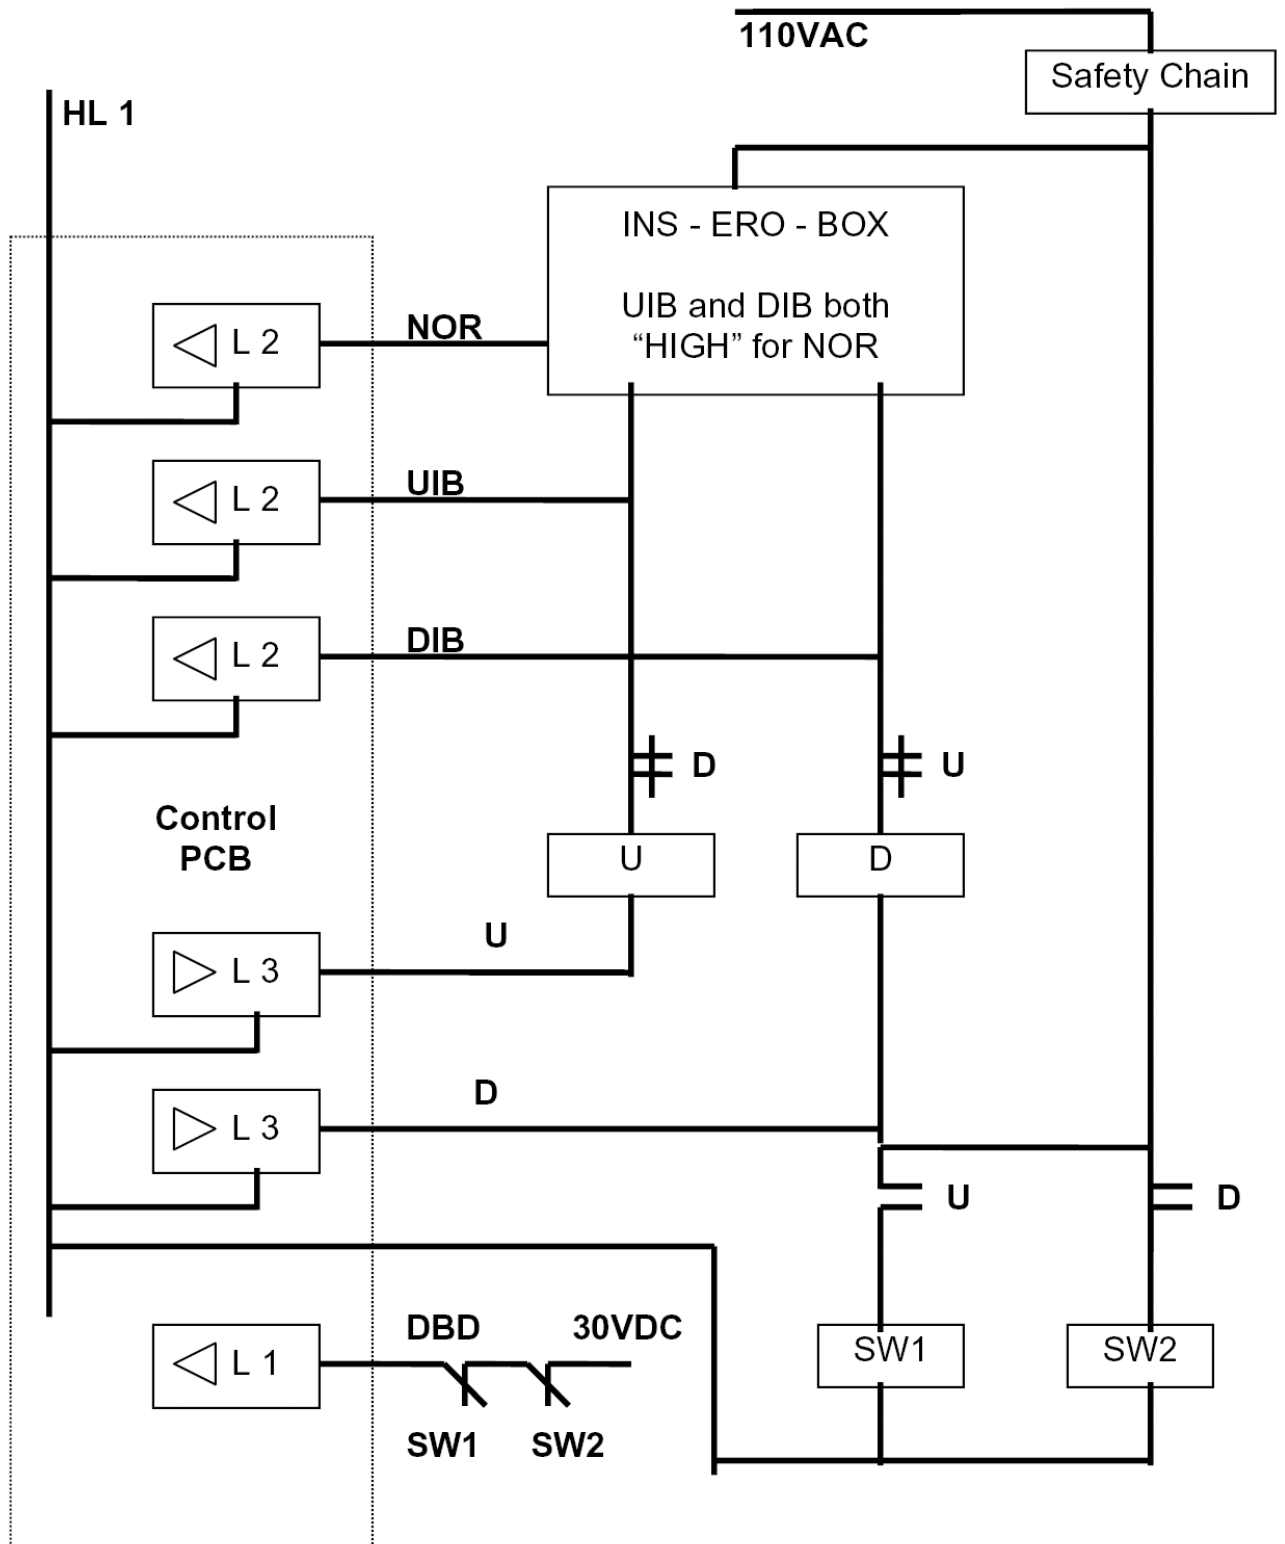 110VAC
Safety Chain
HL 1
INS - ERO - BOX
UIB and DIB both
“HIGH” for NOR
L 2
NOR
L 2
UIB
L 2
DIB
D
U
Control
PCB
U
D
U
L 3
D
L 3
U
D
DBD
30VDC
L 1
SW1
SW2
SW1
SW2